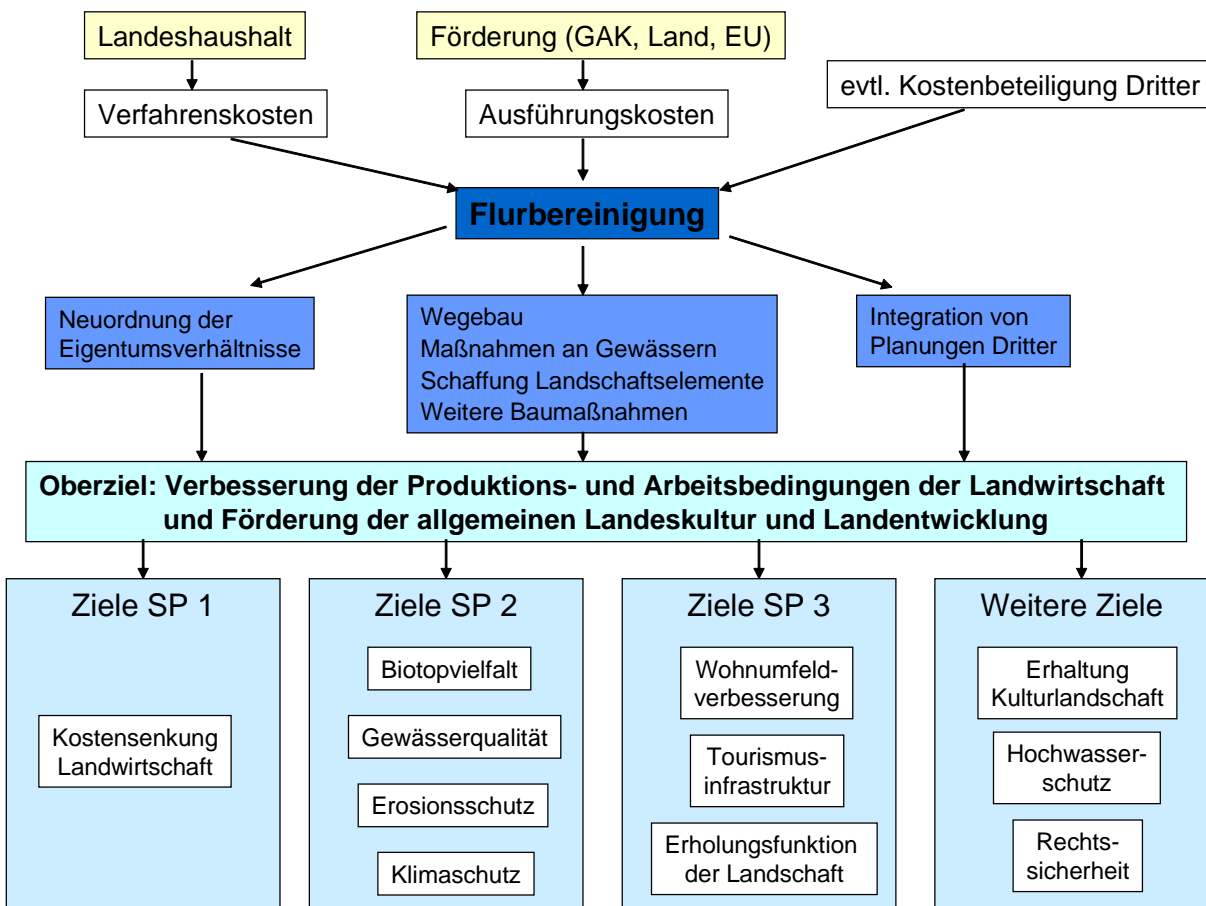 Landeshaushalt
Förderung (GAK, Land, EU)
evtl. Kostenbeteiligung Dritter
Verfahrenskosten
Ausführungskosten
Flurbereinigung
Neuordnung der
Eigentumsverhältnisse
Wegebau
Maßnahmen an Gewässern
Schaffung Landschaftselemente
Weitere Baumaßnahmen
Integration von
Planungen Dritter
Oberziel: Verbesserung der Produktions- und Arbeitsbedingungen der Landwirtschaft
und Förderung der allgemeinen Landeskultur und Landentwicklung
Ziele SP 1
Kostensenkung
Landwirtschaft
Ziele SP 2
Biotopvielfalt
Gewässerqualität
Erosionsschutz
Klimaschutz
Ziele SP 3
Wohnumfeld-
verbesserung
Tourismus-
infrastruktur
Erholungsfunktion
der Landschaft
Weitere Ziele
Erhaltung
Kulturlandschaft
Hochwasser-
schutz
Rechts-
sicherheit